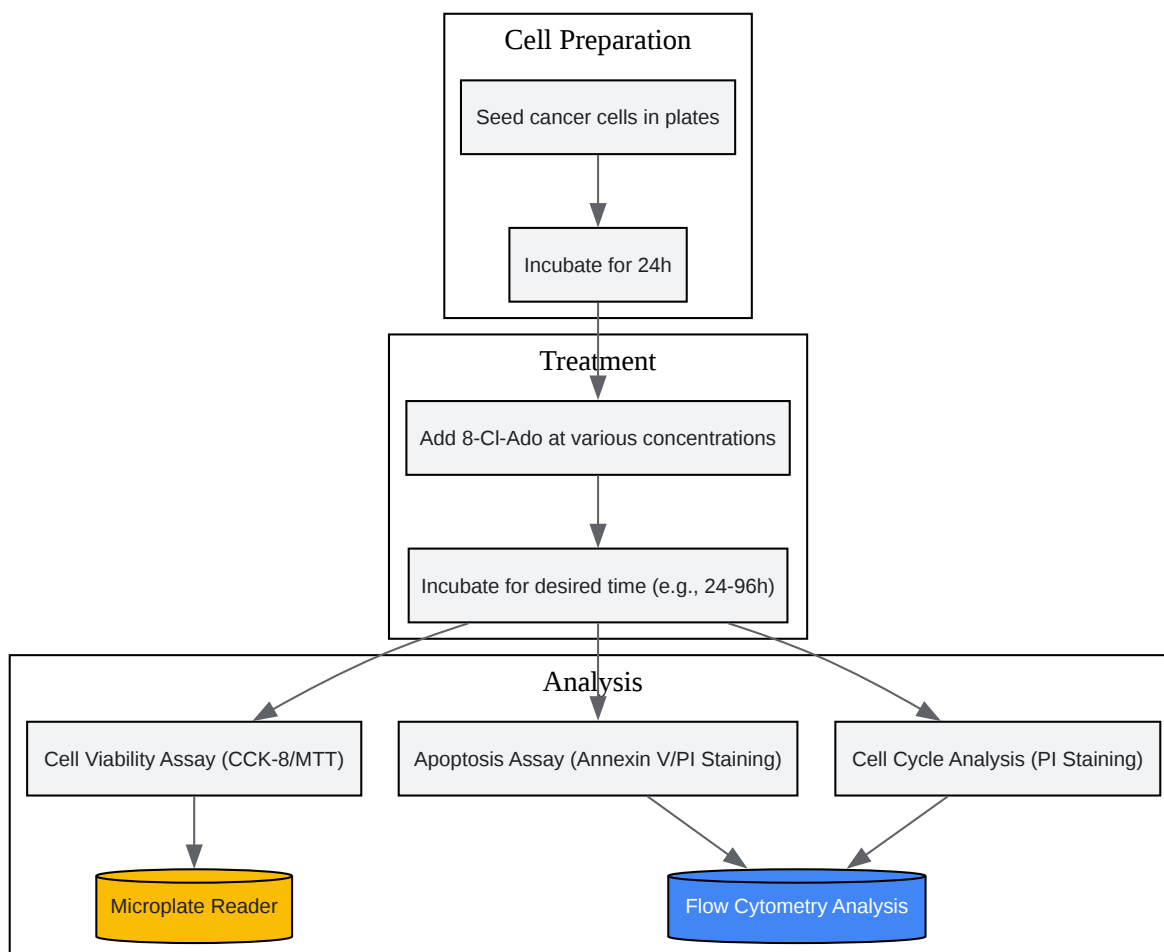 Cell Preparation
Seed cancer cells in plates
Incubate for 24h
Treatment
Add 8-Cl-Ado at various concentrations
Incubate for desired time (e.g., 24-96h)
Analysis
Cell Viability Assay (CCK-8/MTT)
Apoptosis Assay (Annexin V/PI Staining)
Cell Cycle Analysis (PI Staining)
Microplate Reader
Flow Cytometry Analysis